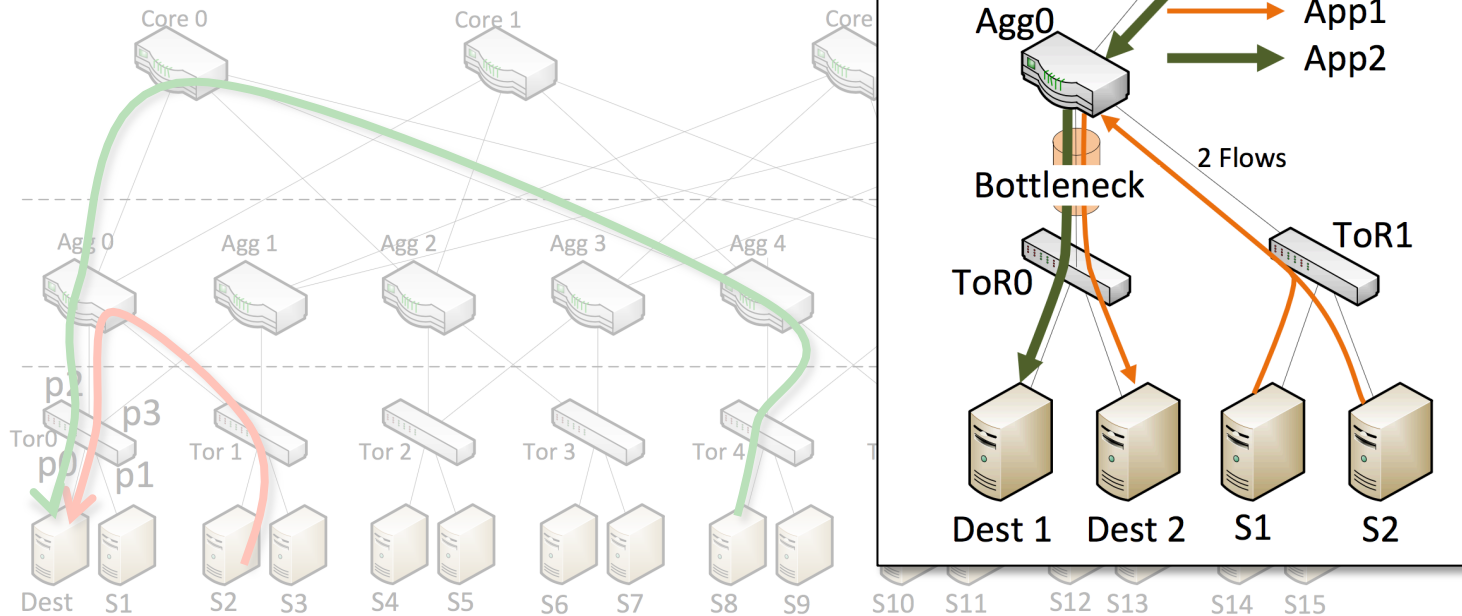 Core 0
Core 1
Core
Agg 0
Agg 1
Agg 2
Agg 3
Agg 4
p2
p3
Tor0
Tor 1
Tor 2
Tor 3
Tor 4
T
p0
p1
Dest
S1
S2
S3
S4
S5
S6
S7
S8
S9
S10
S11
S12
S13
S14
S15
Agg0
App1
App2
2 Flows
Bottleneck
ToR0
ToR1
Dest 1
Dest 2
S1
S2